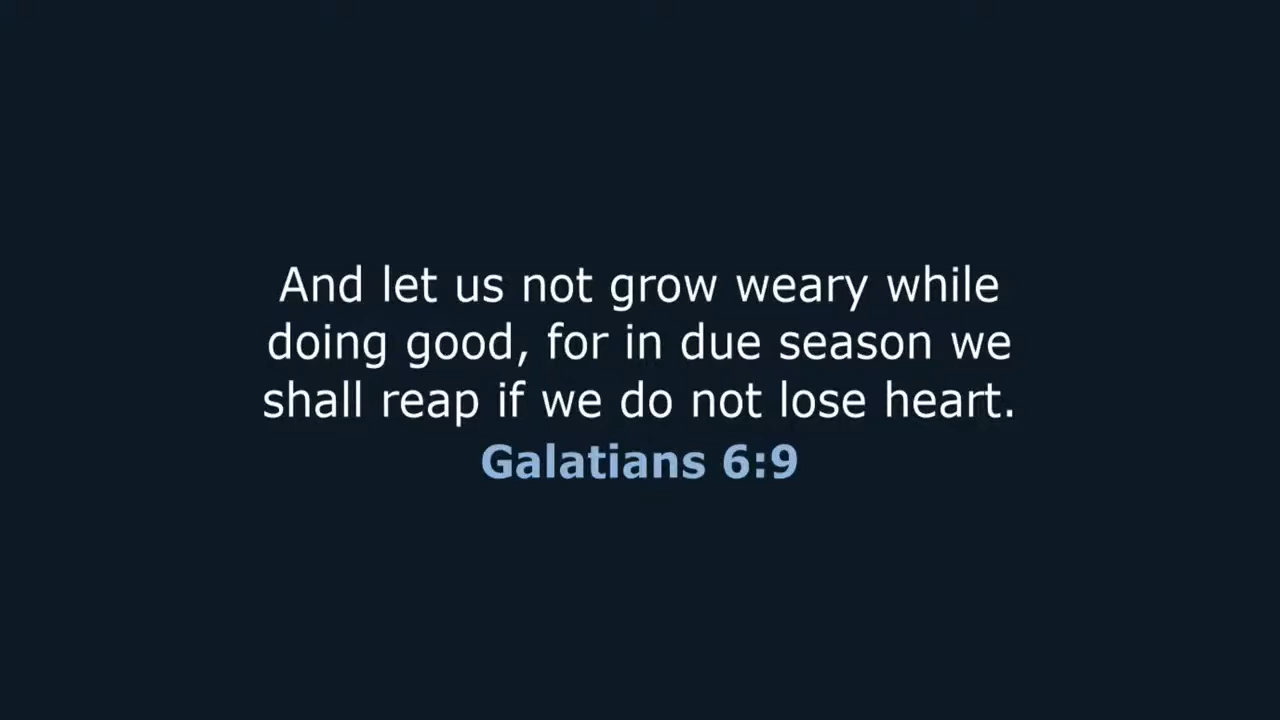 And let us not grow weary while
doing good, for in due season we
shall reap if we do not lose heart.
Galatians 6:9